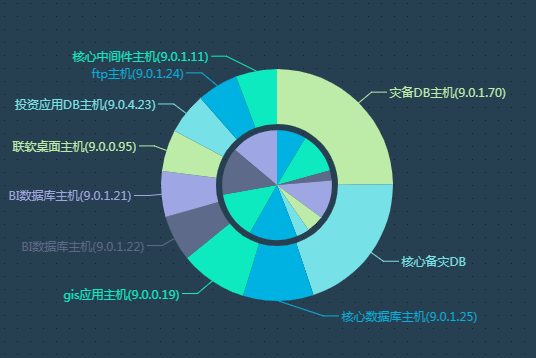 核心中间件主机(9.0.1.11)
ftp主机(9.0.1.24)
灾备DB主机(9.0.1.70)
投资应用DB主机(9.0.4.23)
联软桌面主机(9.0.0.95)
BI数据库主机(9.0.1.21)
BI数据库主机(9.0.1.22)
核心备灾DB
gis应用主机(9.0.0.19)
核心数据库主机(9.0.1.25)